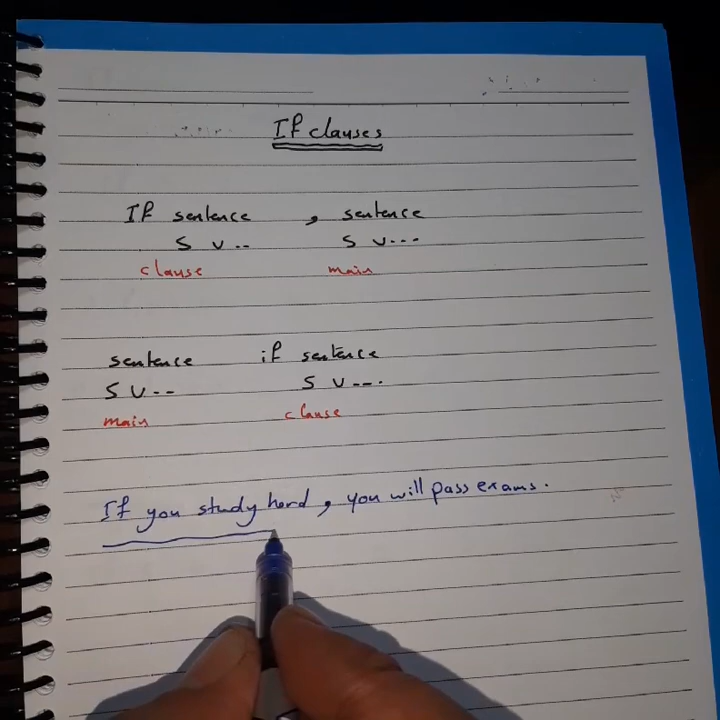 If clauses
If sentence , sentence
S v.. S v...
clause main
sentence if sentence
S v-- S v---.
main clause
If you study hard, you will pass exams.